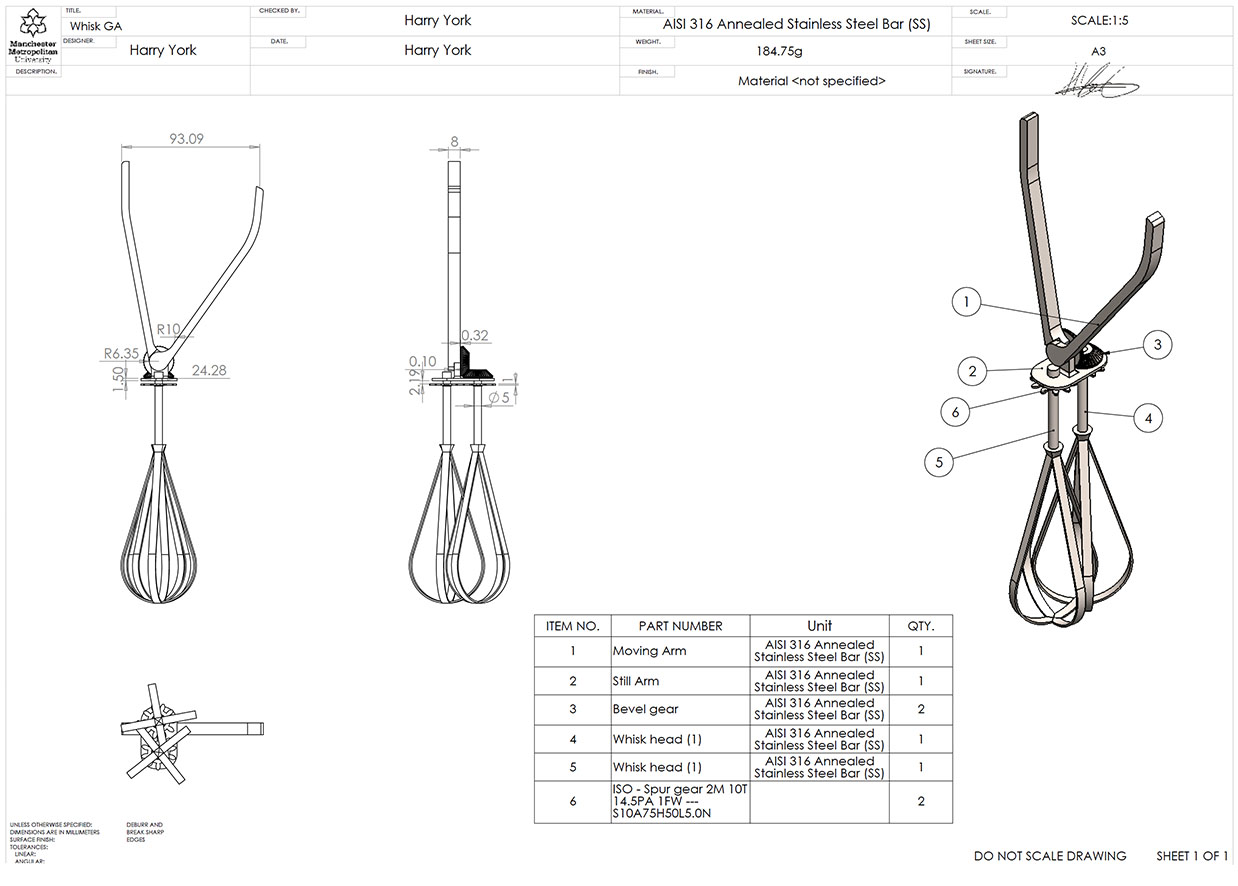 Manchester
Metropolitan
University
TITLE.
Whisk GA
CHECKED BY.
Harry York
MATERIAL.
AISI 316 Annealed Stainless Steel Bar (SS)
SCALE.
SCALE:1:5
DESIGNER.
Harry York
DATE.
Harry York
WEIGHT.
184.75g
SHEET SIZE.
A3
DESCRIPTION.
FINISH.
Material <not specified>
SIGNATURE.
93.09
8
R10
R6.35
1.50
24.28
0.32
0.10
2.1
1
Ø5
1
2
3
4
5
6
ITEM NO. PART NUMBER Unit QTY.
1 Moving Arm AISI 316 Annealed Stainless Steel Bar (SS) 1
2 Still Arm AISI 316 Annealed Stainless Steel Bar (SS) 1
3 Bevel gear AISI 316 Annealed Stainless Steel Bar (SS) 2
4 Whisk head (1) AISI 316 Annealed Stainless Steel Bar (SS) 1
5 Whisk head (1) AISI 316 Annealed Stainless Steel Bar (SS) 1
6 ISO - Spur gear 2M 10T 14.5PA 1FW --- S10A75H50L5.0N 2
UNLESS OTHERWISE SPECIFIED:
DIMENSIONS ARE IN MILLIMETERS
SURFACE FINISH:
TOLERANCES:
LINEAR:
ANGULAR:
DEBURR AND
BREAK SHARP
EDGES
DO NOT SCALE DRAWING
SHEET 1 OF 1